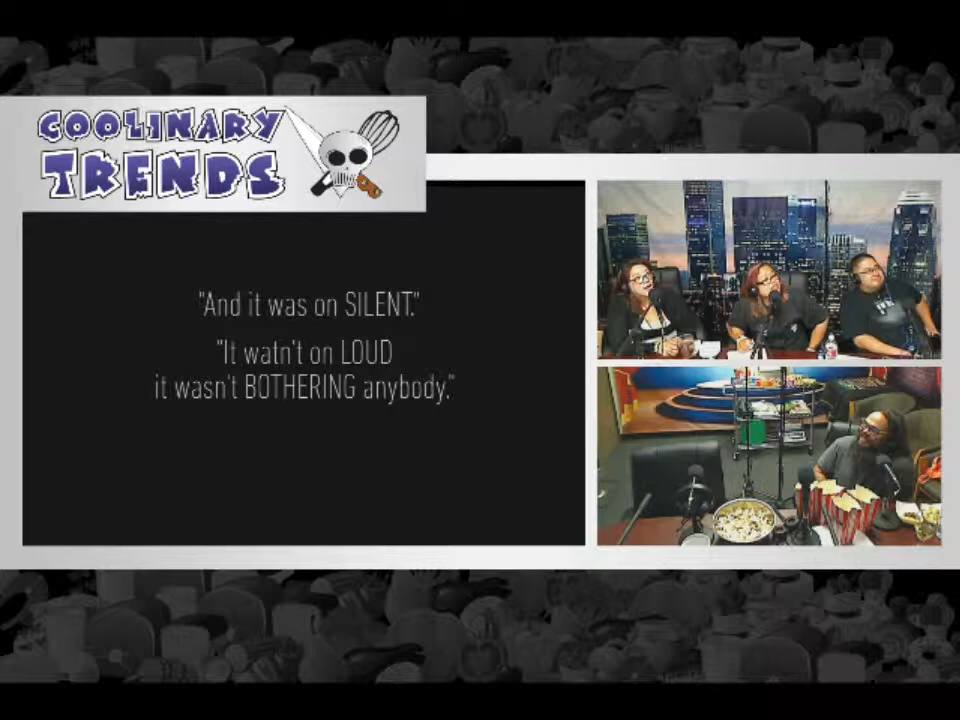 COOLINARY
TRENDS
"And it was on SILENT."
"It watn't on LOUD
it wasn't BOTHERING anybody."